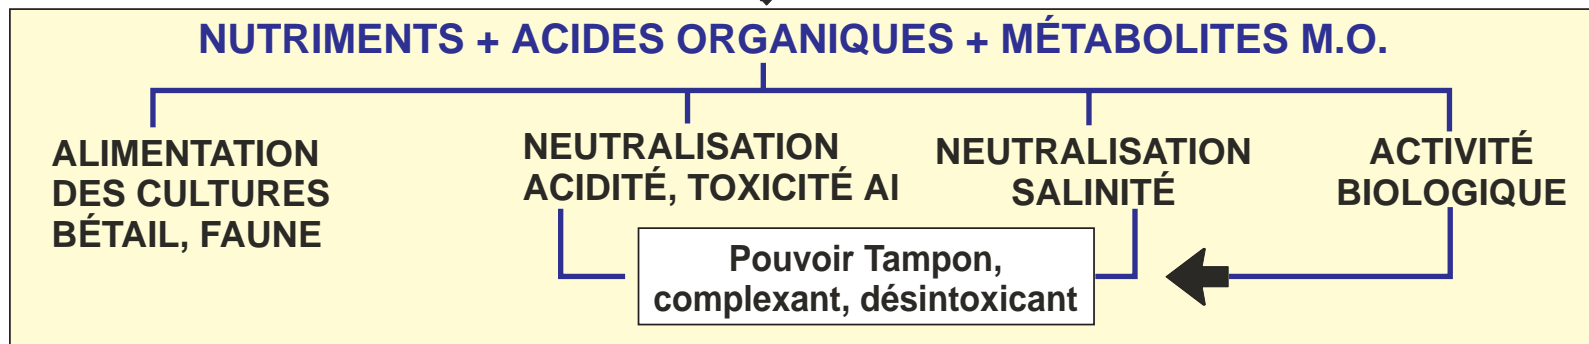 NUTRIMENTS + ACIDES ORGANIQUES + MÉTABOLITES M.O.
ALIMENTATION
DES CULTURES
BÉTAIL, FAUNE
NEUTRALISATION
ACIDITÉ, TOXICITÉ Al
NEUTRALISATION
SALINITÉ
ACTIVITÉ
BIOLOGIQUE
Pouvoir Tampon,
complexant, désintoxicant